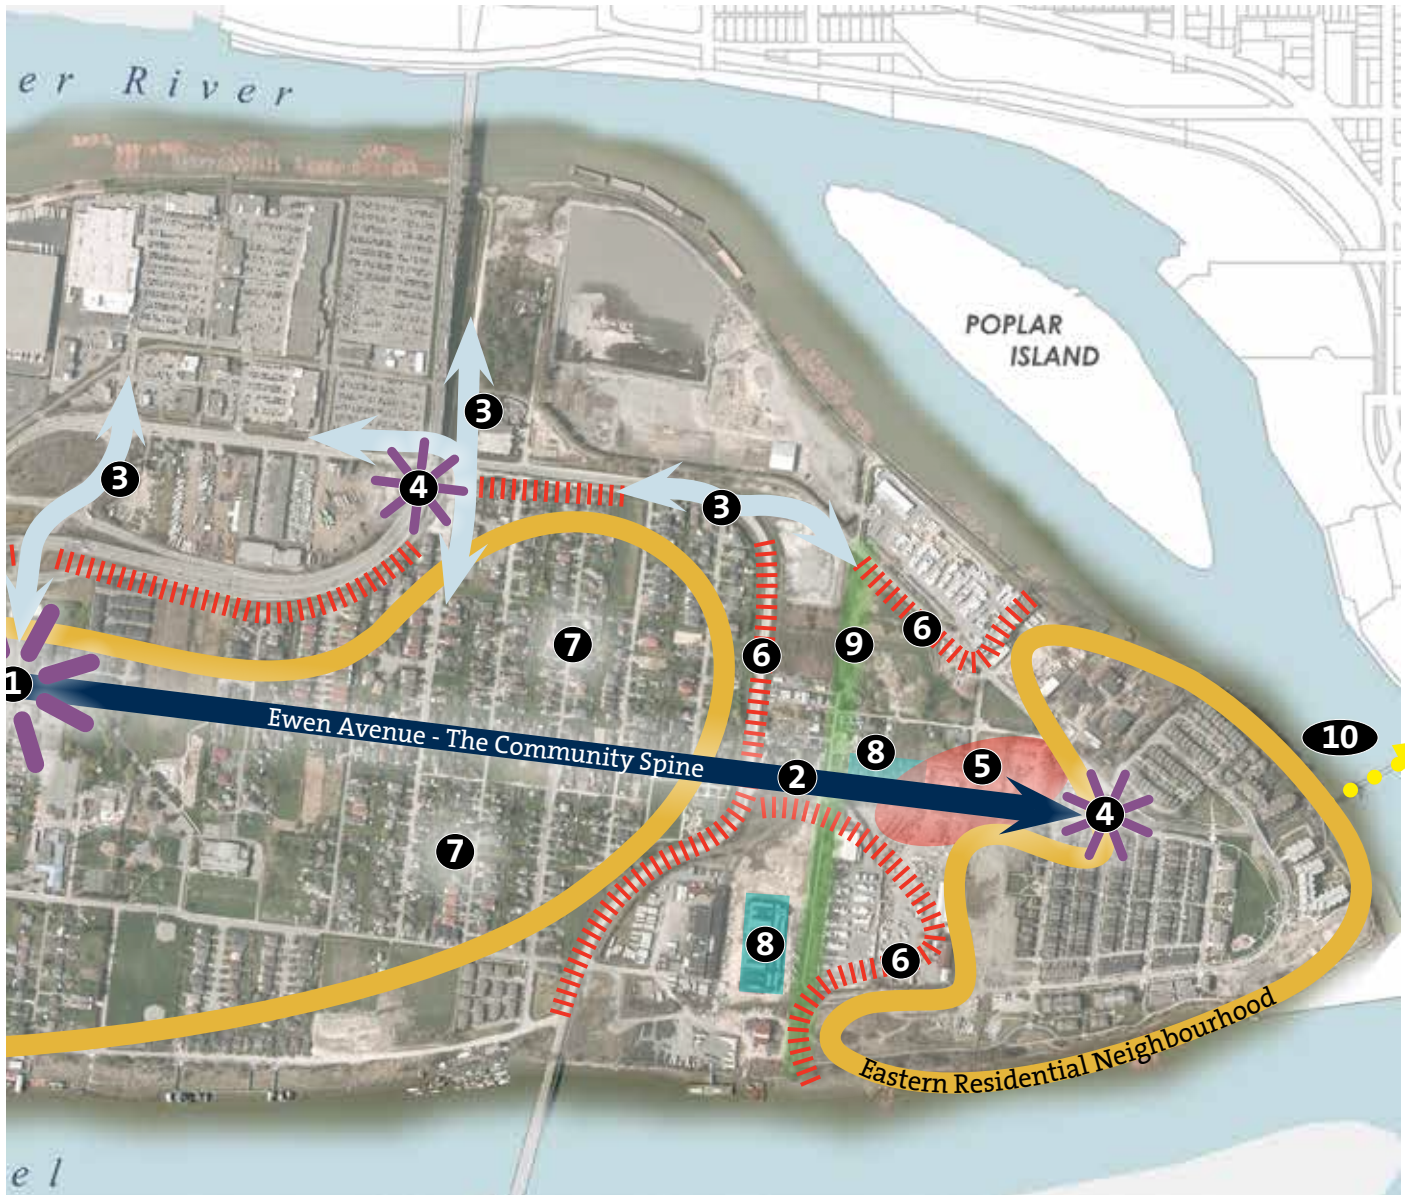 er River
POPLAR
ISLAND
3
3
4
3
6
9
7
6
1
Ewen Avenue - The Community Spine
10
8
5
2
4
7
8
6
Eastern Residential Neighbourhood
el